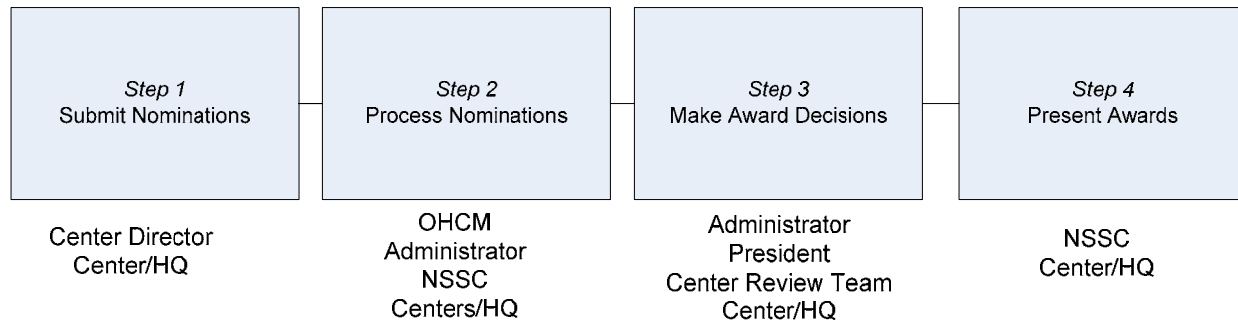 Step 1
Submit Nominations
Step 2
Process Nominations
Step 3
Make Award Decisions
Step 4
Present Awards
Center Director
Center/HQ
OHCM
Administrator
NSSC
Centers/HQ
Administrator
President
Center Review Team
Center/HQ
NSSC
Center/HQ